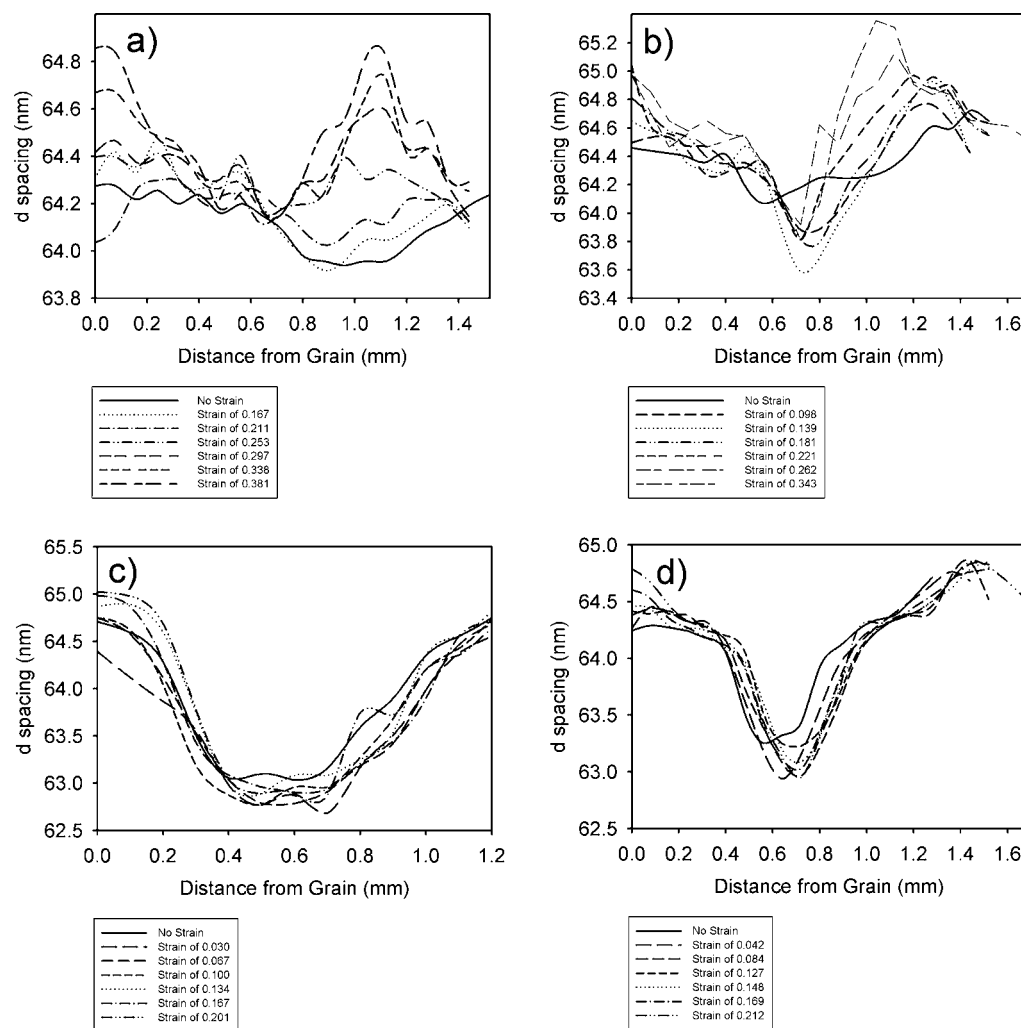 a)
64.8
64.6
64.4
64.2
64.0
63.8
d spacing (nm)
0.0 0.2 0.4 0.6 0.8 1.0 1.2 1.4
Distance from Grain (mm)
No Strain
Strain of 0.167
Strain of 0.211
Strain of 0.253
Strain of 0.297
Strain of 0.338
Strain of 0.381
b)
65.2
65.0
64.8
64.6
64.4
64.2
64.0
63.8
63.6
63.4
d spacing (nm)
0.0 0.2 0.4 0.6 0.8 1.0 1.2 1.4 1.6
Distance from Grain (mm)
No Strain
Strain of 0.098
Strain of 0.139
Strain of 0.181
Strain of 0.221
Strain of 0.262
Strain of 0.343
c)
65.5
65.0
64.5
64.0
63.5
63.0
62.5
d spacing (nm)
0.0 0.2 0.4 0.6 0.8 1.0 1.2
Distance from Grain (mm)
No Strain
Strain of 0.030
Strain of 0.067
Strain of 0.100
Strain of 0.134
Strain of 0.167
Strain of 0.201
d)
65.0
64.5
64.0
63.5
63.0
62.5
d spacing (nm)
0.0 0.2 0.4 0.6 0.8 1.0 1.2 1.4 1.6
Distance from Grain (mm)
No Strain
Strain of 0.042
Strain of 0.084
Strain of 0.127
Strain of 0.148
Strain of 0.169
Strain of 0.212